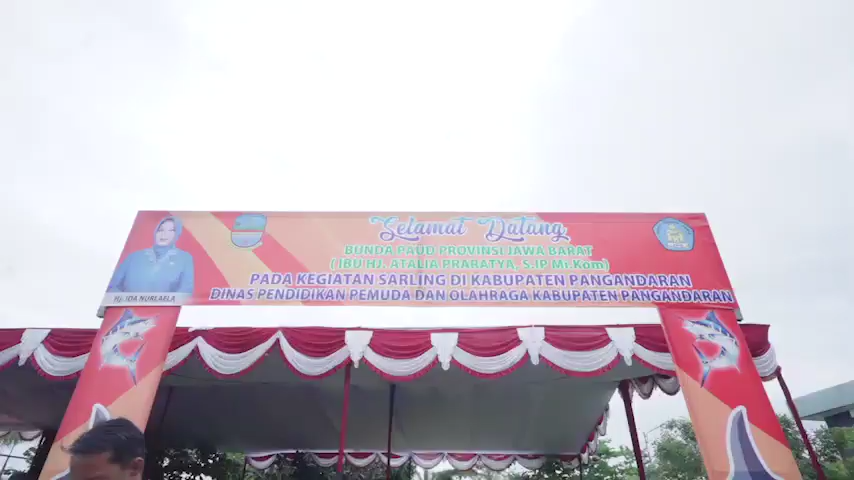 Selamat Datang
BUNDA PAUD PROVINSI JAWA BARAT
( IBU HJ. ATALIA PRARATYA, S.IP Mr.Kom)
PADA KEGIATAN SARLING DI KABUPATEN PANGANDARAN
DINAS PENDIDIKAN PEMUDA DAN OLAHRAGA KABUPATEN PANGANDARAN
Hj. IDA NURLAELA